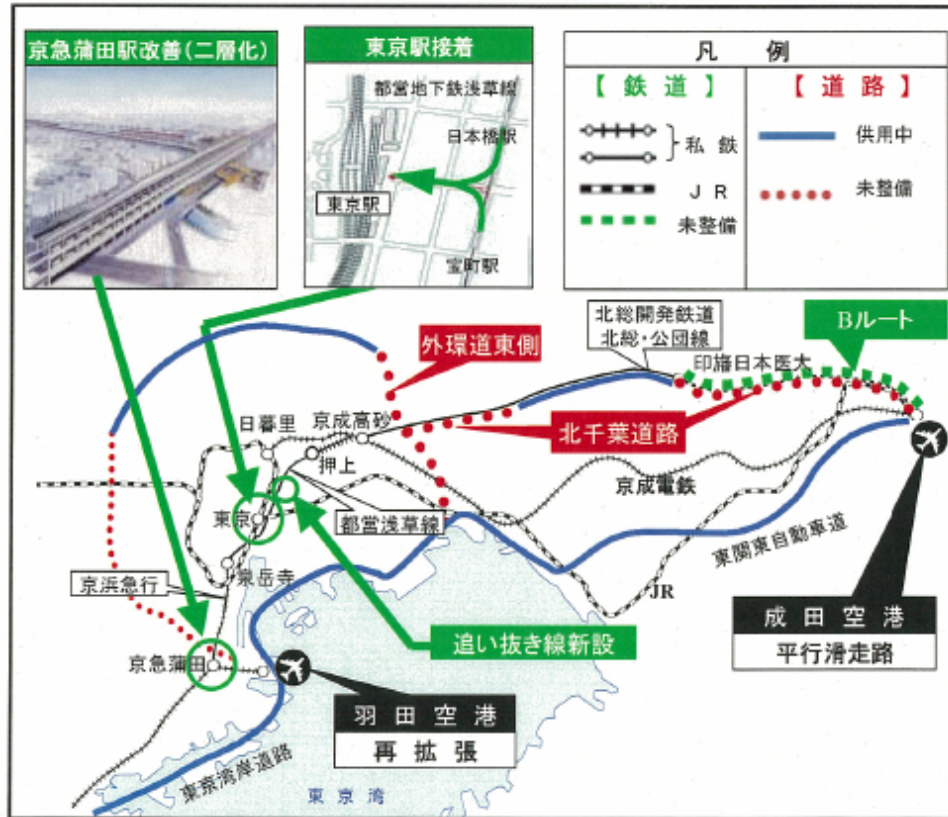 京急蒲田駅改善(二層化)
東京駅接着
都営地下鉄浅草線
日本橋駅
東京駅
宝町駅
凡 例
【鉄道】
【道路】
私 鉄
J R
未整備
供用中
未整備
北総開発鉄道
北総・公団線
印旛日本医大
Bルート
外環道東側
北千葉道路
日暮里
京成高砂
押上
京成電鉄
東京
都営浅草線
東関東自動車道
泉岳寺
京浜急行
JR
追い抜き線新設
京急蒲田
成田空港
平行滑走路
羽田空港
再拡張
東京湾岸道路
東京湾